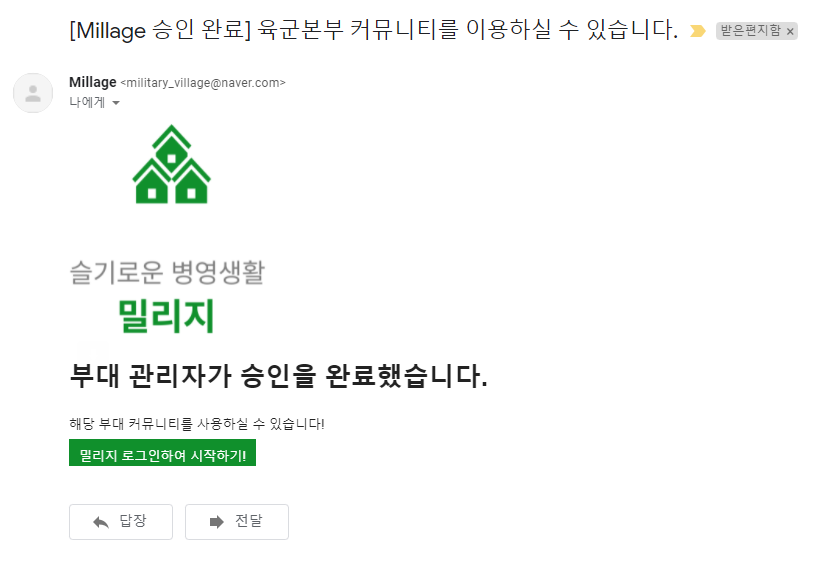 [Millage 승인 완료] 육군본부 커뮤니티를 이용하실 수 있습니다. 받은편지함 ×
Millage <military_village@naver.com>
나에게
슬기로운 병영생활
밀리지
부대 관리자가 승인을 완료했습니다.
해당 부대 커뮤니티를 사용하실 수 있습니다!
밀리지 로그인하여 시작하기!
답장 전달